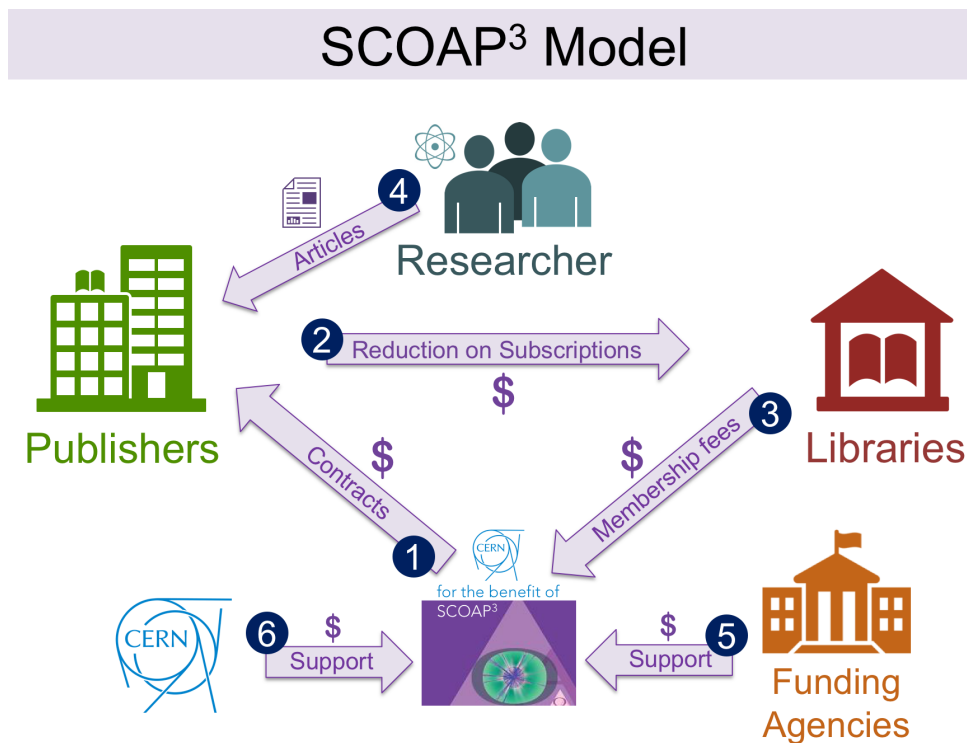 SCOAP³ Model
4
Articles
Researcher
2
Reduction on Subscriptions
$
Publishers
Libraries
3
Membership fees
$
$
Contracts
1
CERN
for the benefit of
SCOAP³
CERN
6
$
Support
5
$
Support
Funding
Agencies